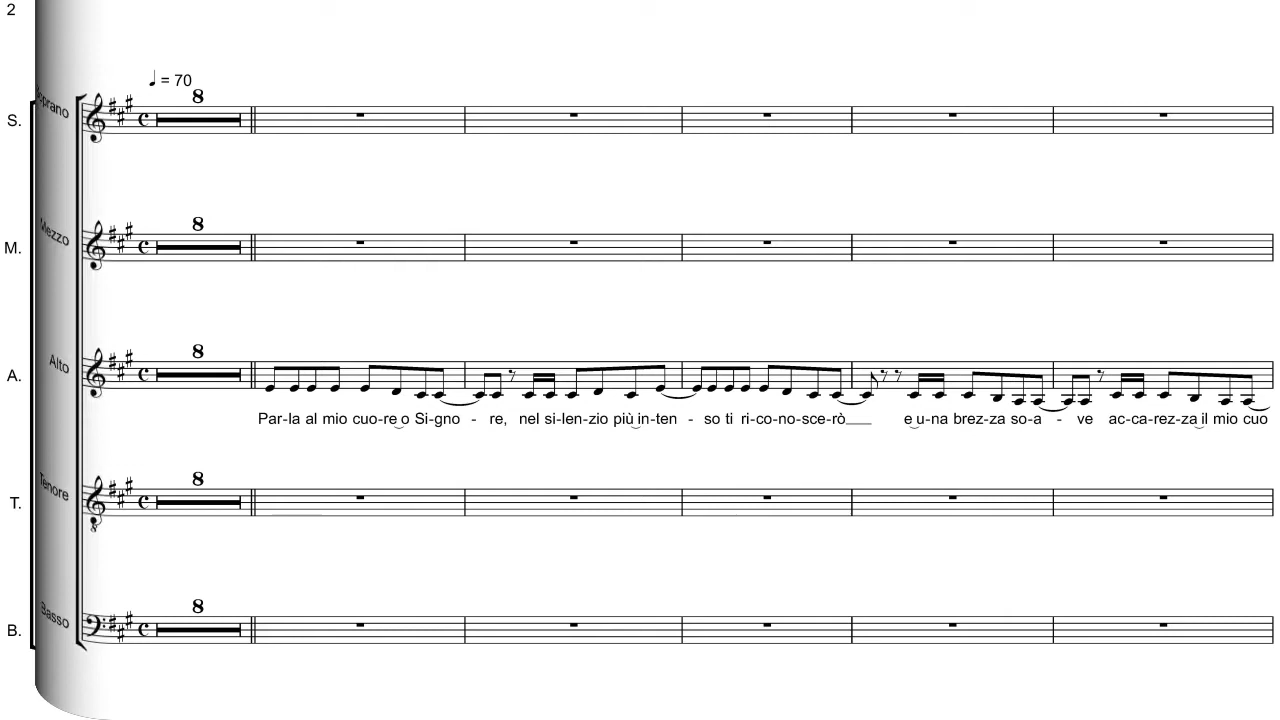 2
♩ = 70
S. Soprano 8
M. Mezzo 8
A. Alto 8
Par-la al mio cuo-re‿o Si-gno - re, nel si-len-zio più‿in-ten - so ti ri-co-no-sce-rò___ e‿u-na brez-za so-a - ve ac-ca-rez-za‿il mio cuo
T. Tenore 8
8
B. Basso 8